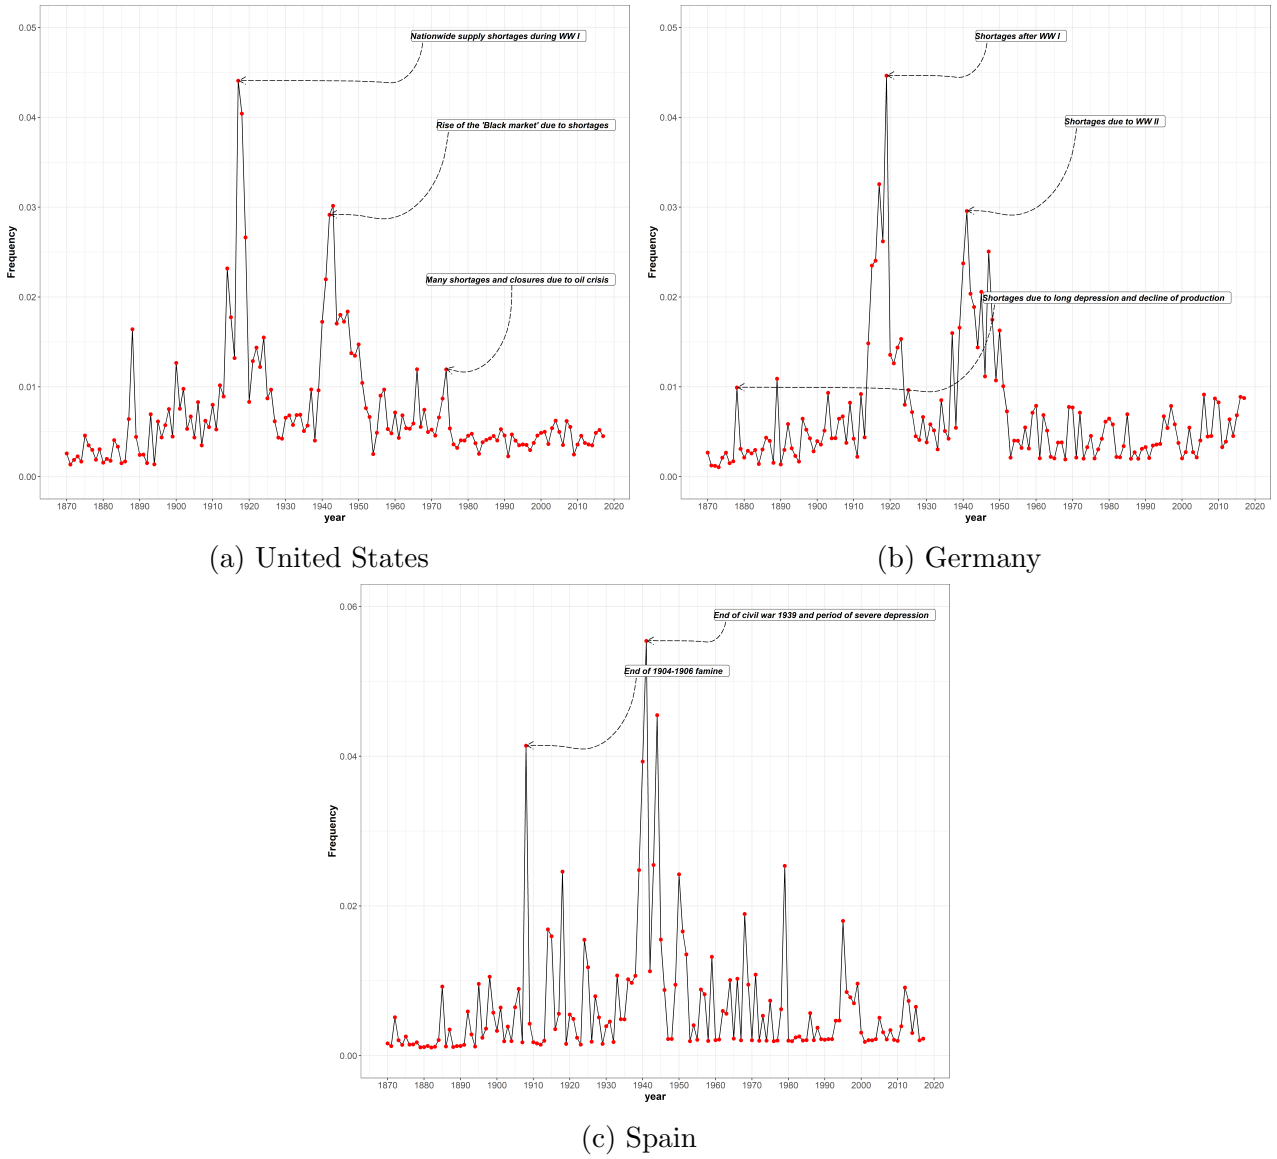 0.05
0.04
0.03
0.02
0.01
0.00
Frequency
Nationwide supply shortages during WW I
Rise of the 'Black market' due to shortages
Many shortages and closures due to oil crisis
1870 1880 1890 1900 1910 1920 1930 1940 1950 1960 1970 1980 1990 2000 2010 2020
year
(a) United States
0.05
0.04
0.03
0.02
0.01
0.00
Frequency
Shortages after WW I
Shortages due to WW II
Shortages due to long depression and decline of production
1870 1880 1890 1900 1910 1920 1930 1940 1950 1960 1970 1980 1990 2000 2010 2020
year
(b) Germany
0.06
0.04
0.02
0.00
Frequency
End of civil war 1939 and period of severe depression
End of 1904-1906 famine
1870 1880 1890 1900 1910 1920 1930 1940 1950 1960 1970 1980 1990 2000 2010 2020
year
(c) Spain